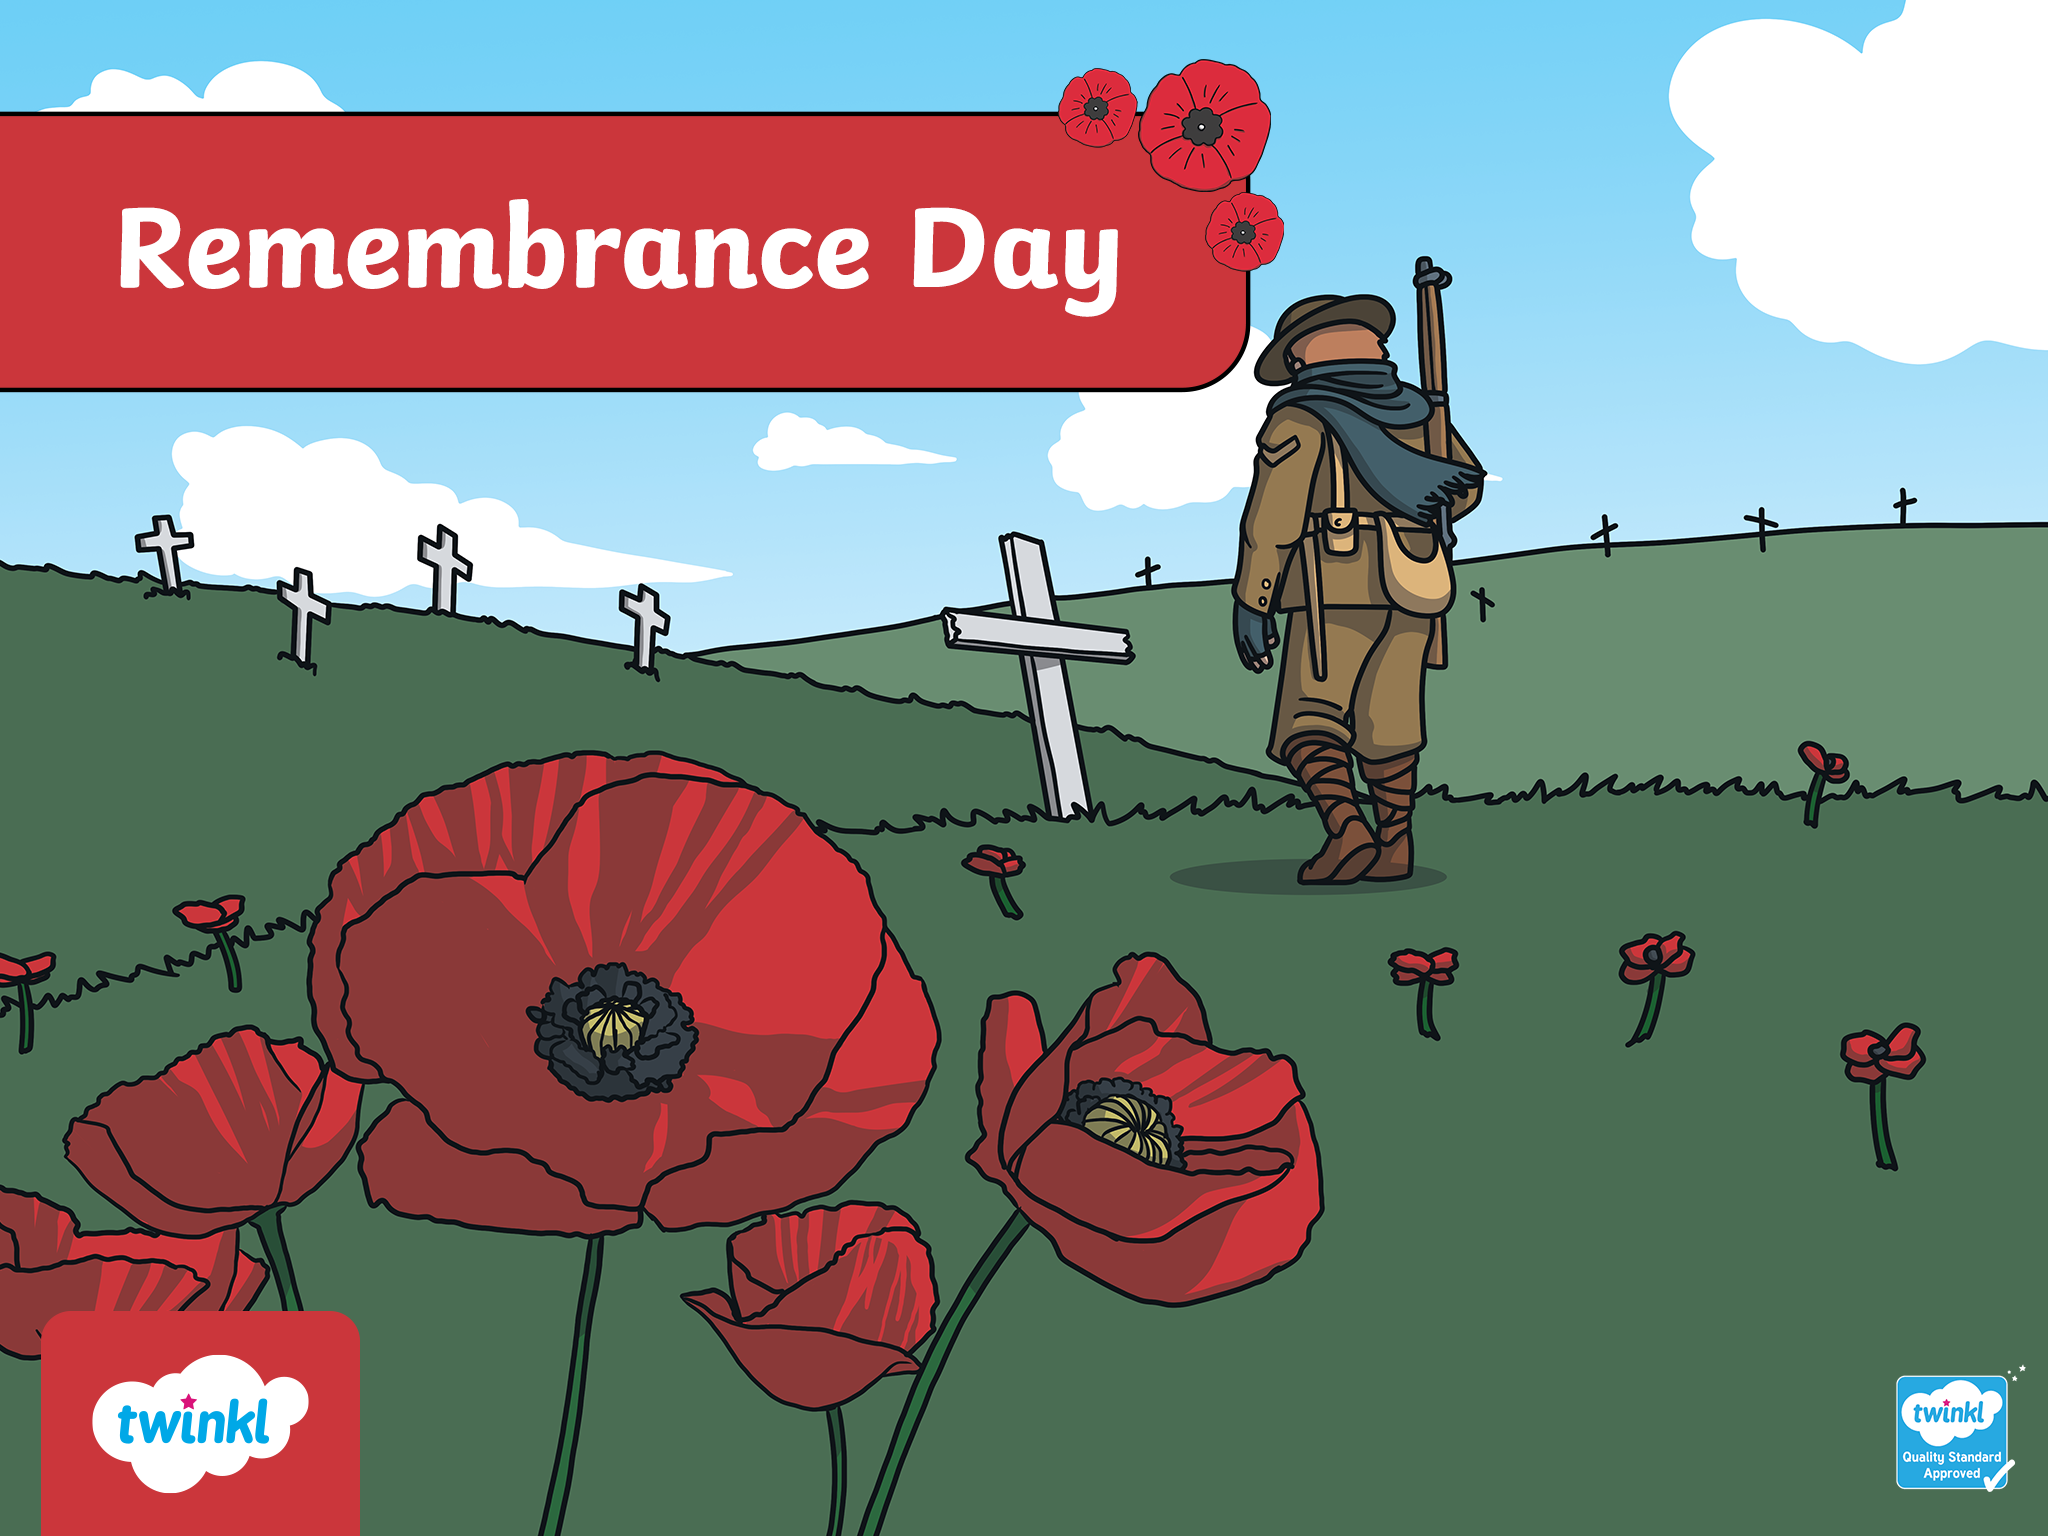 Remembrance Day
twinkl
twinkl
Quality Standard
Approved